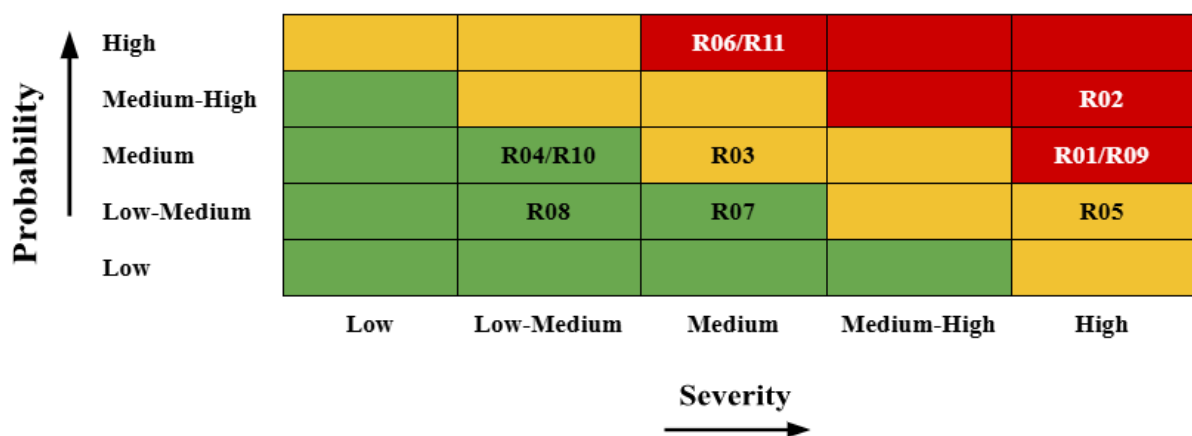 Probability
High R06/R11
Medium-High R02
Medium R04/R10 R03 R01/R09
Low-Medium R08 R07 R05
Low
Low Low-Medium Medium Medium-High High
Severity